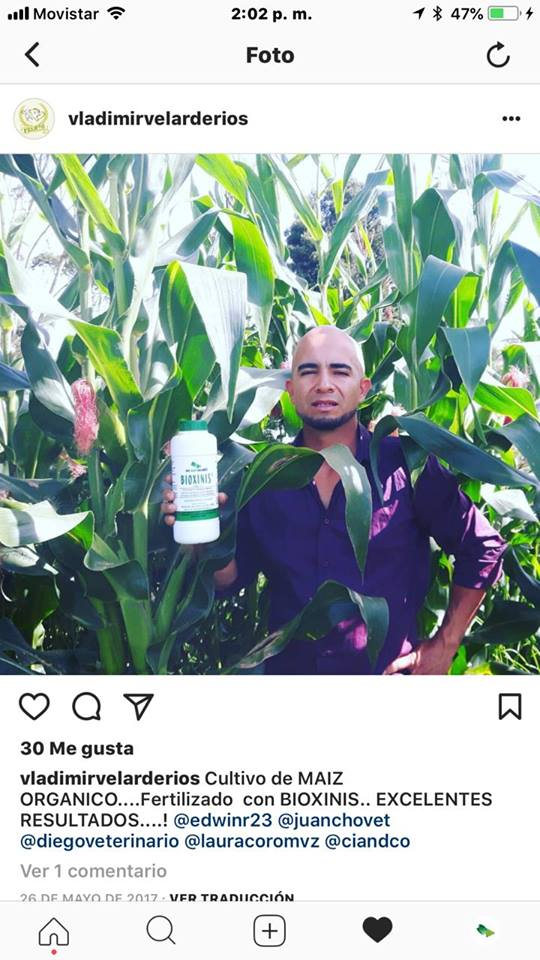 Movistar 2:02 p. m. 47%
Foto
vladimirvelarderios
BIOXINIS
30 Me gusta
vladimirvelarderios Cultivo de MAIZ
ORGANICO....Fertilizado con BIOXINIS.. EXCELENTES
RESULTADOS....! @edwinr23 @juanchovet
@diegoveterinario @lauracoromvz @ciandco
Ver 1 comentario
26 DE MAYO DE 2017 · VER TRADUCCIÓN